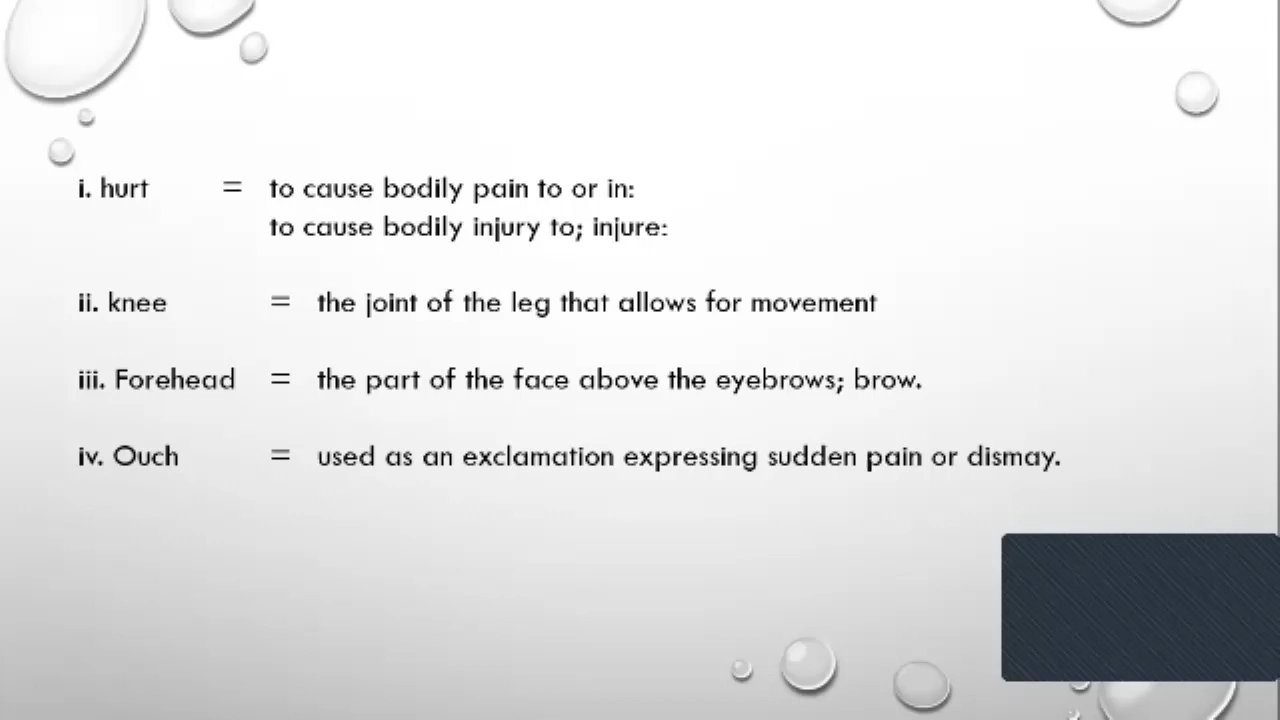 i. hurt = to cause bodily pain to or in:
to cause bodily injury to; injure:
ii. knee = the joint of the leg that allows for movement
iii. Forehead = the part of the face above the eyebrows; brow.
iv. Ouch = used as an exclamation expressing sudden pain or dismay.